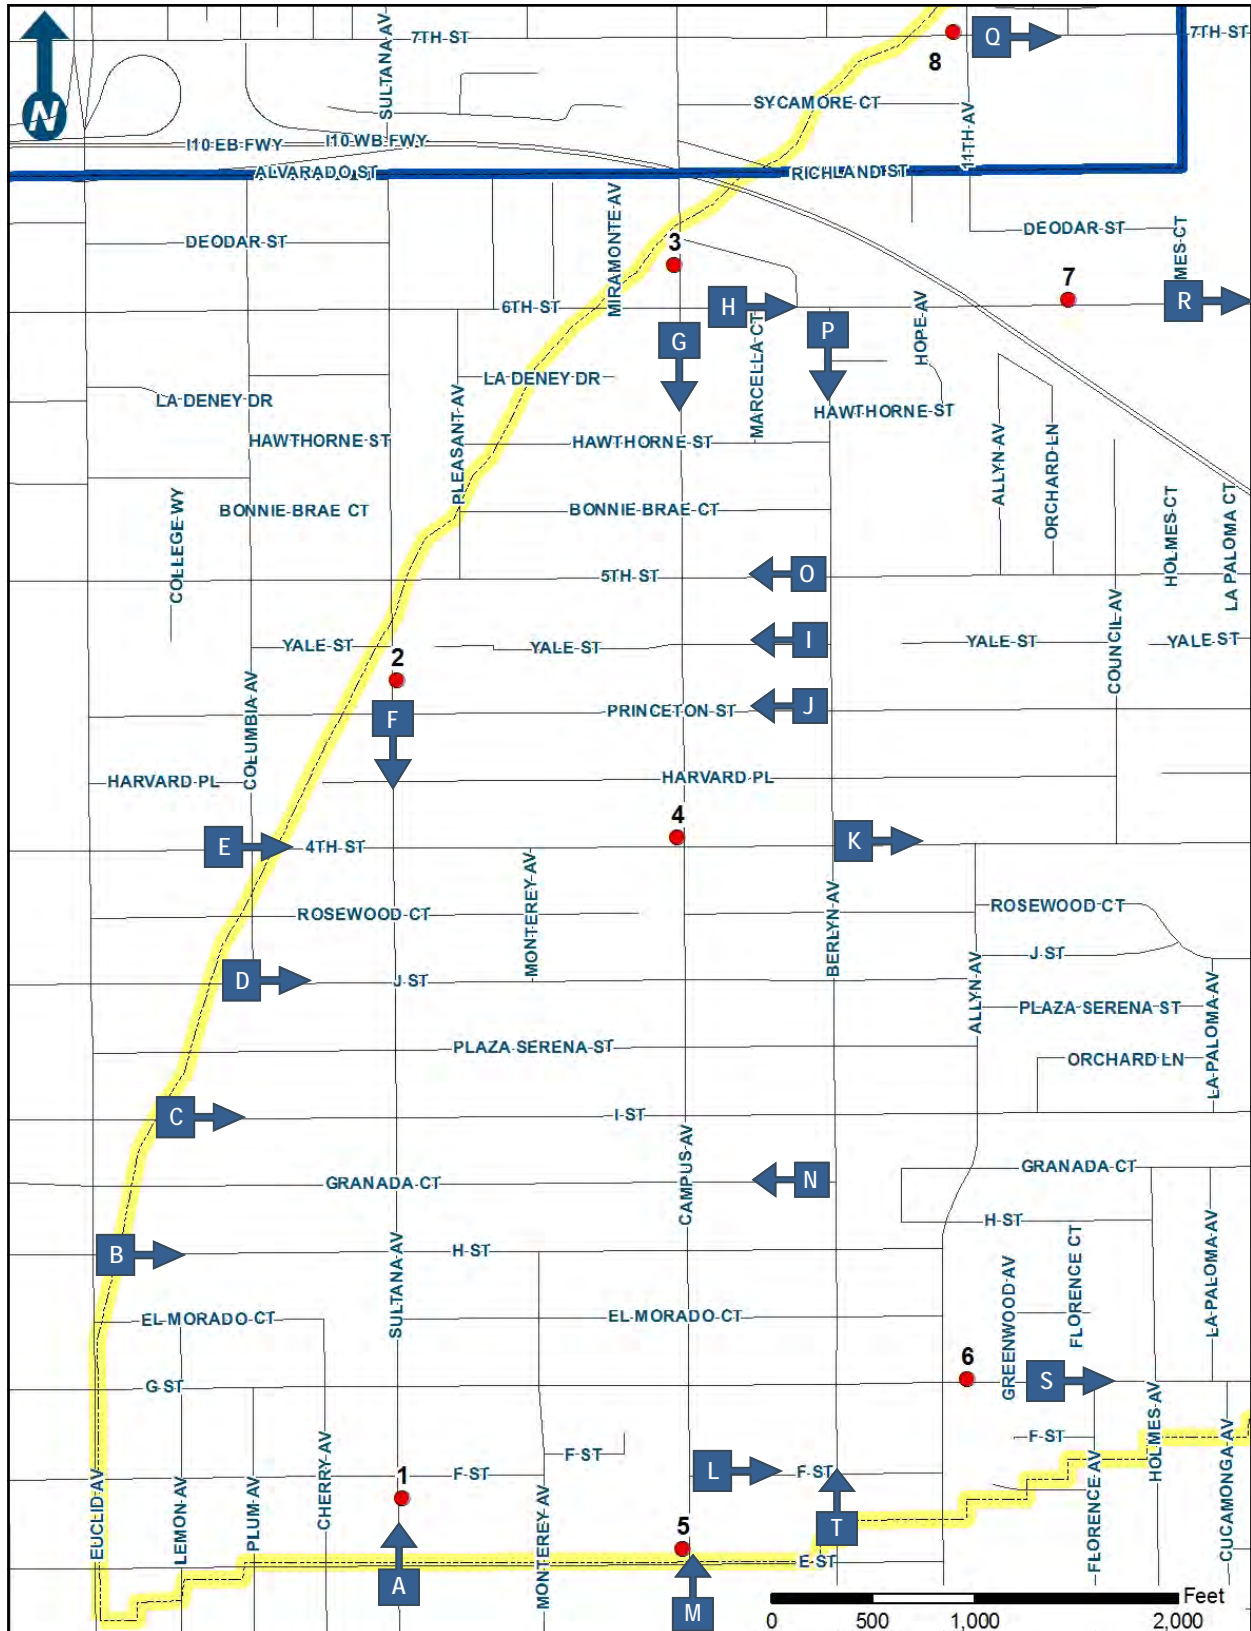 7TH ST
SULTANA AV
8
Q
7TH ST
N
SYCAMORE CT
11TH AV
I10 EB FWY
I10 WB FWY
ALVARADO ST
RICHLAND ST
MIRAMONTE AV
DEODAR ST
3
DEODAR ST
MES CT
7
6TH ST
H
R
G
MARCELLA CT
P
HOPE AV
LA DENEY DR
LA DENEY DR
PLEASANT AV
HAWTHORNE ST
HAWTHORNE ST
HAWTHORNE ST
ALLYN AV
ORCHARD LN
COLLEGE WY
BONNIE BRAE CT
BONNIE BRAE CT
HOLMES CT
LA PALOMA CT
5TH ST
O
YALE ST
YALE ST
I
YALE ST
YALE ST
COUNCIL AV
2
COLUMBIA AV
F
PRINCETON ST
J
HARVARD PL
HARVARD PL
4
E
4TH ST
K
MONTEREY AV
ROSEWOOD CT
BERLYN AV
ROSEWOOD CT
J ST
D
J ST
ALLYN AV
PLAZA SERENA ST
LA PALOMA AV
PLAZA SERENA ST
ORCHARD LN
C
I ST
CAMPUS AV
GRANADA CT
N
GRANADA CT
B
H ST
H ST
SULTANA AV
GREENWOOD AV
FLORENCE CT
LA PALOMA AV
EL MORADO CT
EL MORADO CT
6
G ST
S
F ST
F ST
F ST
L
F ST
HOLMES AV
CUCAMONGA AV
1
EUCLID AV
LEMON AV
PLUM AV
CHERRY AV
MONTEREY AV
5
T
FLORENCE AV
E ST
A
M
Feet
0 500 1,000 2,000